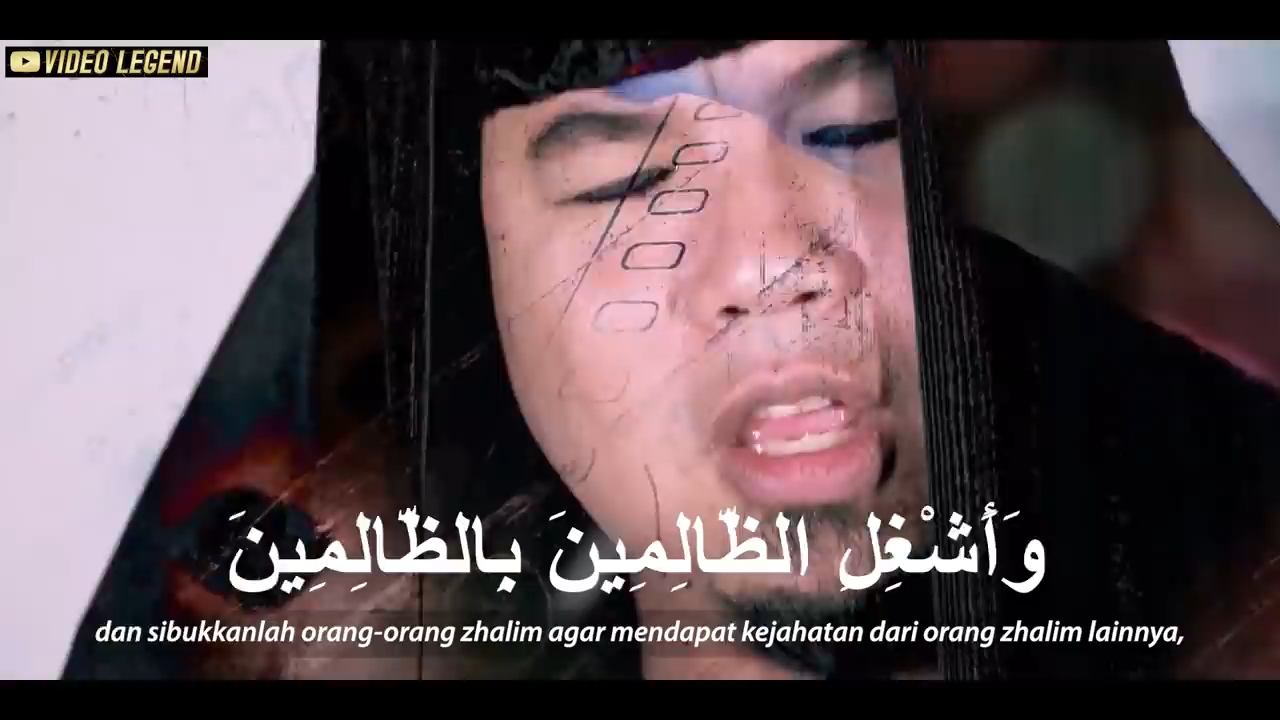 VIDEO LEGEND
وَأَشْغِلِ الظَّالِمِينَ بالظَّالِمِينَ
dan sibukkanlah orang-orang zhalim agar mendapat kejahatan dari orang zhalim lainnya,